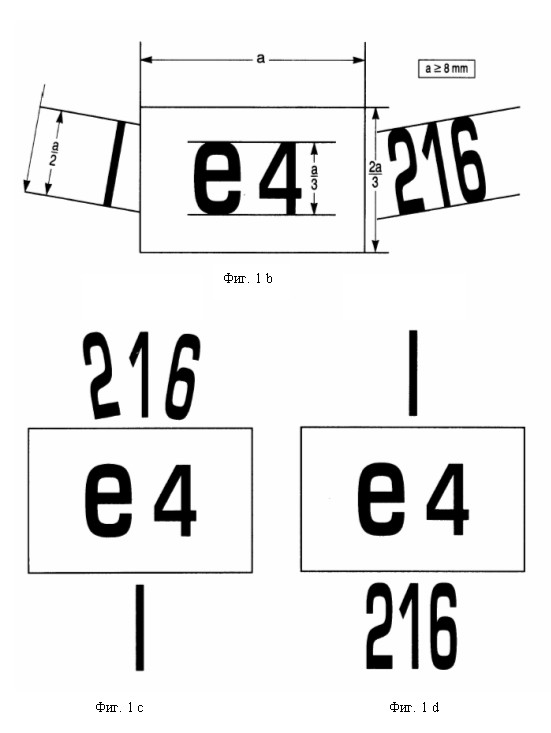 a
a ≥ 8 mm
a/2
I
e 4
a/3
2a/3
216
Фиг. 1 b
216
I
e 4
e 4
I
216
Фиг. 1 c
Фиг. 1 d